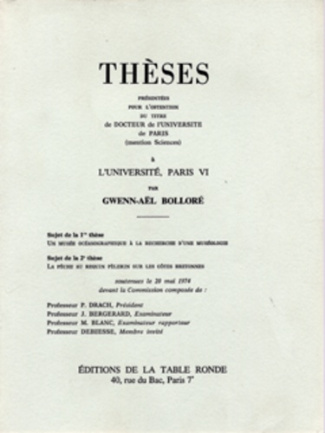 THÈSES
PRÉSENTÉES
POUR L'OBTENTION
DU TITRE
de DOCTEUR de l'UNIVERSITE
de PARIS
(mention Sciences)
à
L'UNIVERSITÉ, PARIS VI
PAR
GWENN-AËL BOLLORÉ
Sujet de la 1re thèse
UN MUSÉE OCÉANOGRAPHIQUE À LA RECHERCHE D'UNE MUSÉOLOGIE
Sujet de la 2e thèse
LA PÊCHE AU REQUIN PÈLERIN SUR LES CÔTES BRETONNES
soutenues le 20 mai 1974
devant la Commission composée de :
Professeur P. DRACH, Président
Professeur J. BERGERARD, Examinateur
Professeur M. BLANC, Examinateur rapporteur
Professeur DEBIESSE, Membre invité
ÉDITIONS DE LA TABLE RONDE
40, rue du Bac, Paris 7e